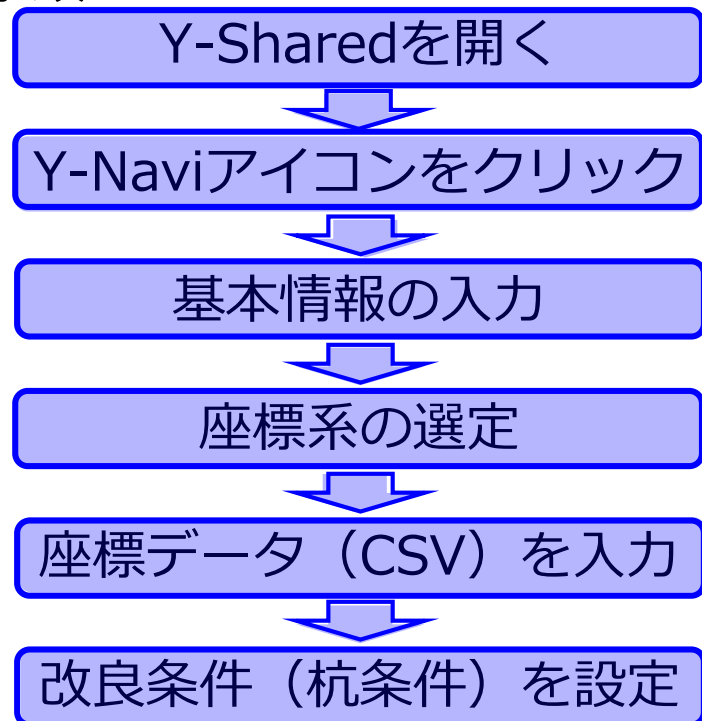 Y-Sharedを開く
Y-Naviアイコンをクリック
基本情報の入力
座標系の選定
座標データ（CSV）を入力
改良条件（杭条件）を設定